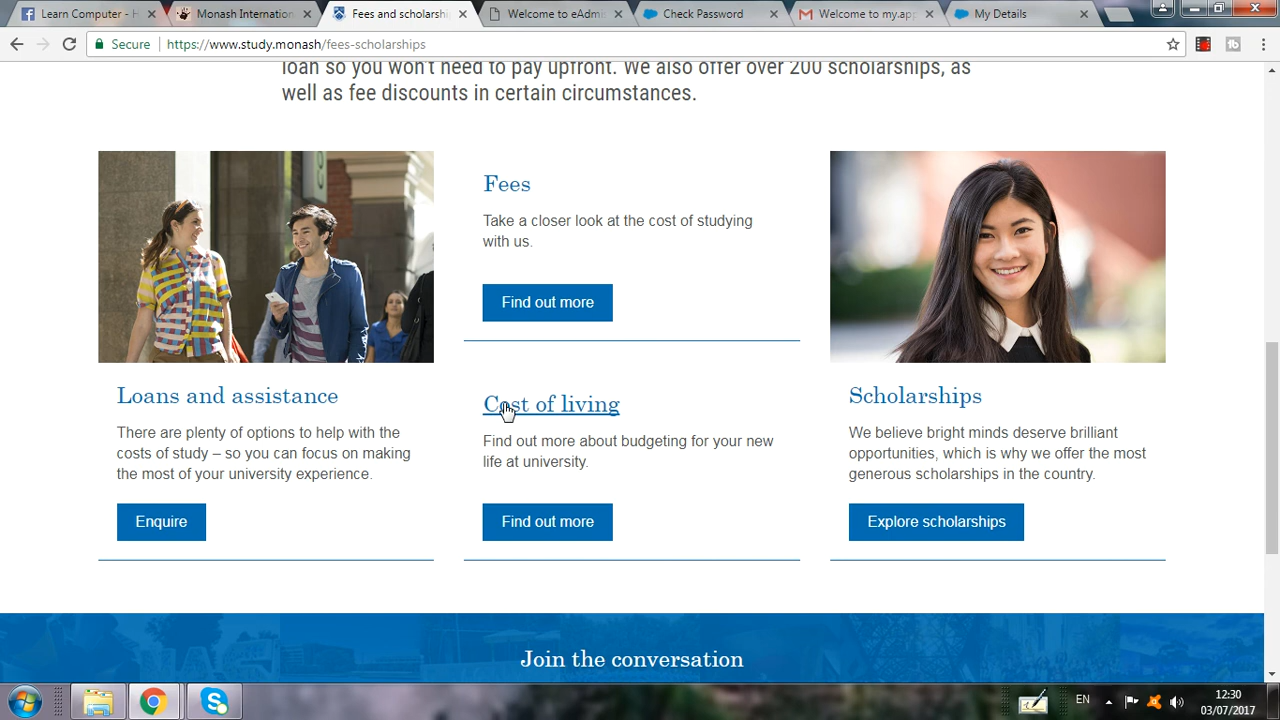 Learn Computer - H
Monash Internation
Fees and scholarshi
Welcome to eAdmi
Check Password
Welcome to my.app
My Details
Secure
https://www.study.monash/fees-scholarships
loan so you won't need to pay upfront. We also offer over 200 scholarships, as
well as fee discounts in certain circumstances.
Fees
Take a closer look at the cost of studying
with us.
Find out more
Loans and assistance
There are plenty of options to help with the
costs of study – so you can focus on making
the most of your university experience.
Enquire
Cost of living
Find out more about budgeting for your new
life at university.
Find out more
Scholarships
We believe bright minds deserve brilliant
opportunities, which is why we offer the most
generous scholarships in the country.
Explore scholarships
Join the conversation
EN
12:30
03/07/2017